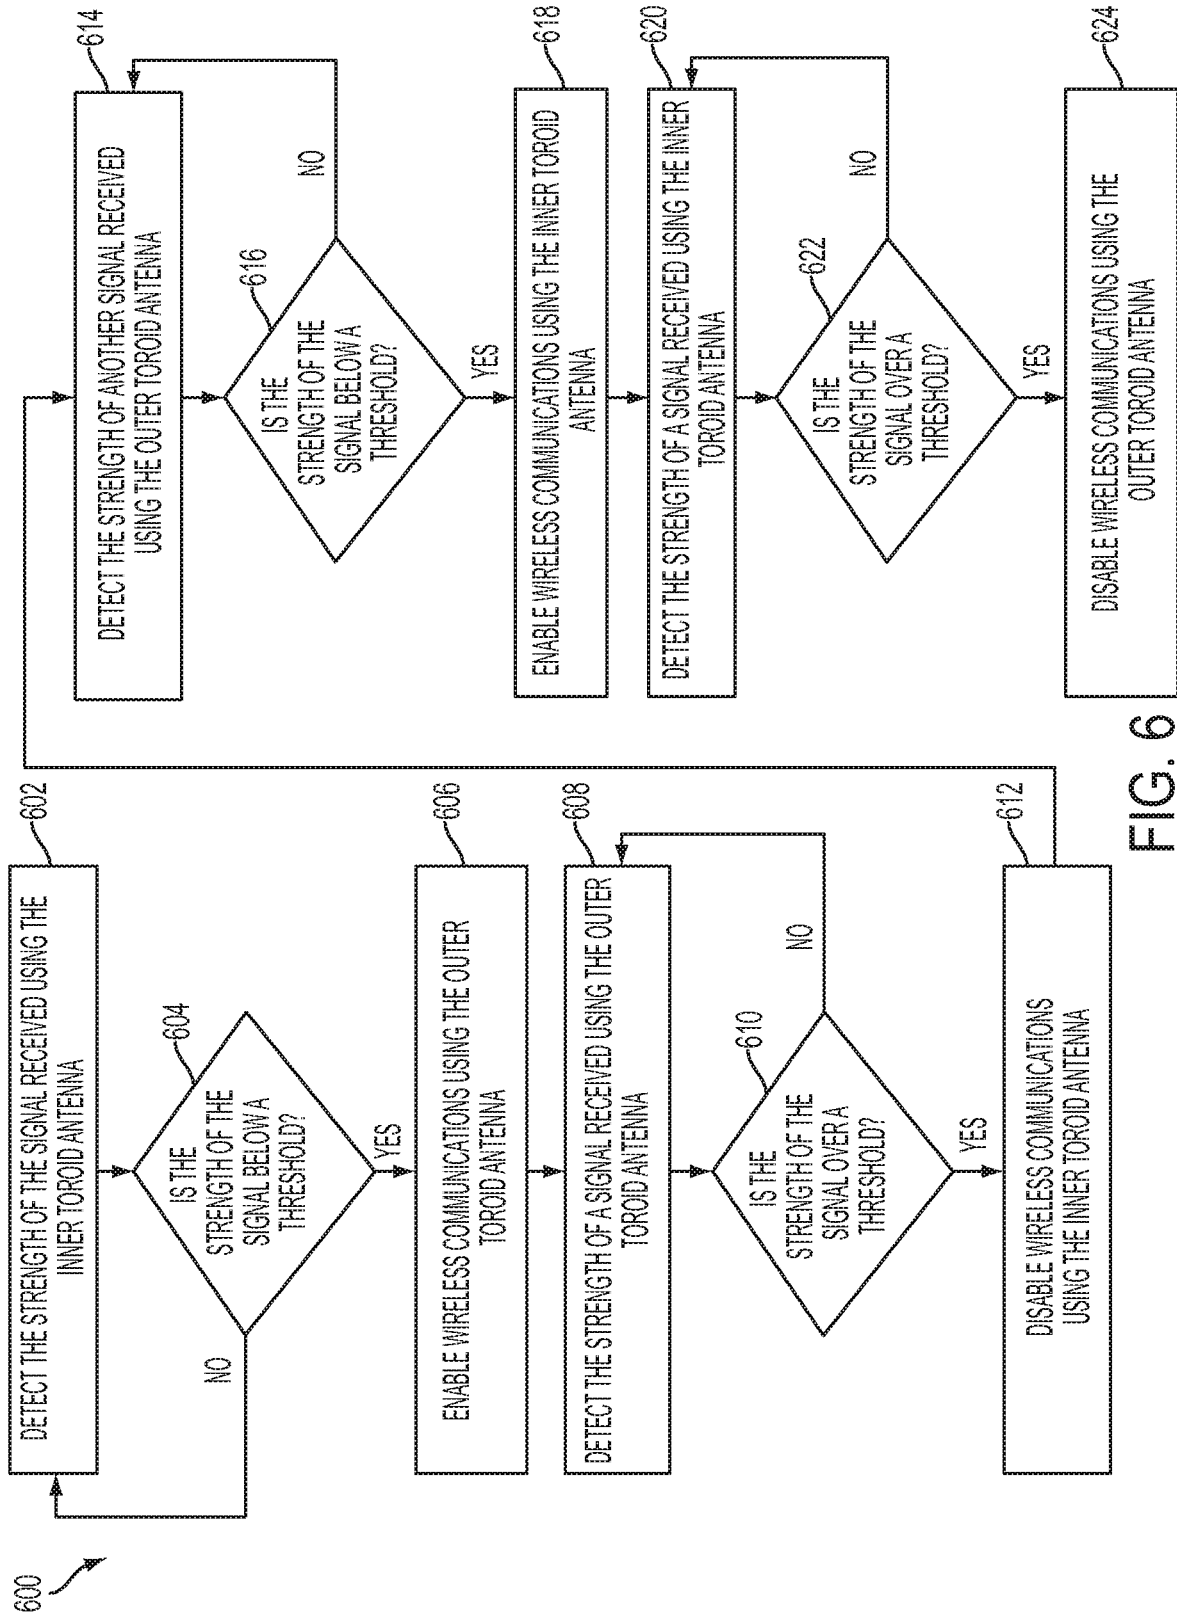 600
602
DETECT THE STRENGTH OF THE SIGNAL RECEIVED USING THE
INNER TOROID ANTENNA
604
IS THE
STRENGTH OF THE
SIGNAL BELOW A
THRESHOLD?
NO
YES
606
ENABLE WIRELESS COMMUNICATIONS USING THE OUTER
TOROID ANTENNA
608
DETECT THE STRENGTH OF A SIGNAL RECEIVED USING THE OUTER
TOROID ANTENNA
610
IS THE
STRENGTH OF THE
SIGNAL OVER A
THRESHOLD?
NO
YES
612
DISABLE WIRELESS COMMUNICATIONS
USING THE INNER TOROID ANTENNA
614
DETECT THE STRENGTH OF ANOTHER SIGNAL RECEIVED
USING THE OUTER TOROID ANTENNA
616
IS THE
STRENGTH OF THE
SIGNAL BELOW A
THRESHOLD?
NO
YES
618
ENABLE WIRELESS COMMUNICATIONS USING THE INNER TOROID
ANTENNA
620
DETECT THE STRENGTH OF A SIGNAL RECEIVED USING THE INNER
TOROID ANTENNA
622
IS THE
STRENGTH OF THE
SIGNAL OVER A
THRESHOLD?
NO
YES
624
DISABLE WIRELESS COMMUNICATIONS USING THE
OUTER TOROID ANTENNA
FIG. 6